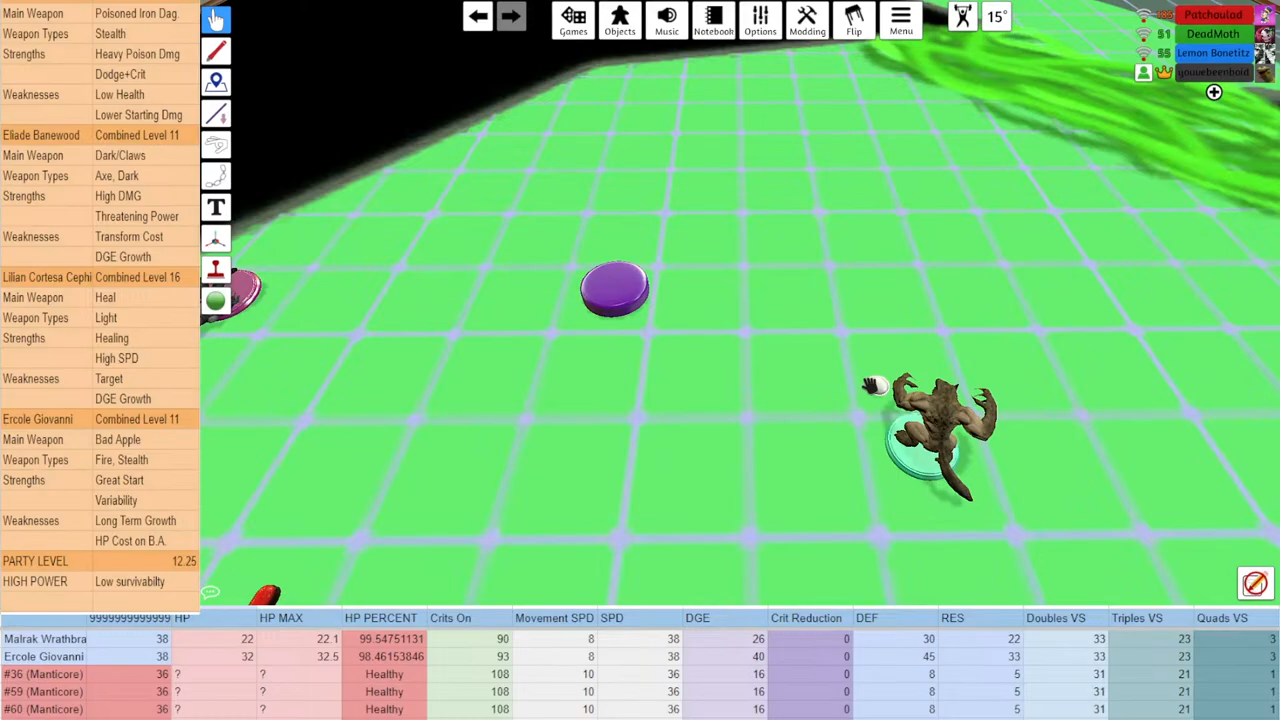 Main Weapon Poisoned Iron Dag.
Weapon Types Stealth
Strengths Heavy Poison Dmg
Dodge+Crit
Weaknesses Low Health
Lower Starting Dmg
Eliade Banewood Combined Level 11
Main Weapon Dark/Claws
Weapon Types Axe, Dark
Strengths High DMG
Threatening Power
Weaknesses Transform Cost
DGE Growth
Lilian Cortesa Cephi Combined Level 16
Main Weapon Heal
Weapon Types Light
Strengths Healing
High SPD
Weaknesses Target
DGE Growth
Ercole Giovanni Combined Level 11
Main Weapon Bad Apple
Weapon Types Fire, Stealth
Strengths Great Start
Variability
Weaknesses Long Term Growth
HP Cost on B.A.
PARTY LEVEL 12.25
HIGH POWER Low survivabilty
T
Games Objects Music Notebook Options Modding Flip Menu 15°
Patchoulad
51 DeadMoth
55 Lemon Bonetitz
youvebeenboid
9999999999999 HP HP MAX HP PERCENT Crits On Movement SPD SPD DGE Crit Reduction DEF RES Doubles VS Triples VS Quads VS
Malrak Wrathbra 38 22 22.1 99.54751131 90 8 38 26 0 30 22 33 23 3
Ercole Giovanni 38 32 32.5 98.46153846 93 8 38 40 0 45 33 33 23 3
#36 (Manticore) 36 ? ? Healthy 108 10 36 16 0 8 5 31 21 1
#59 (Manticore) 36 ? ? Healthy 108 10 36 16 0 8 5 31 21 1
#60 (Manticore) 36 ? ? Healthy 108 10 36 16 0 8 5 31 21 1